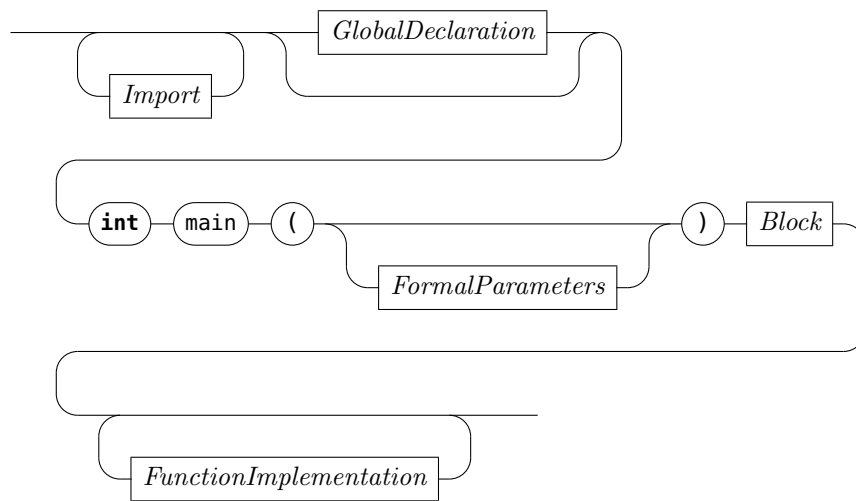 GlobalDeclaration
Import
int main ( ) Block
FormalParameters
FunctionImplementation